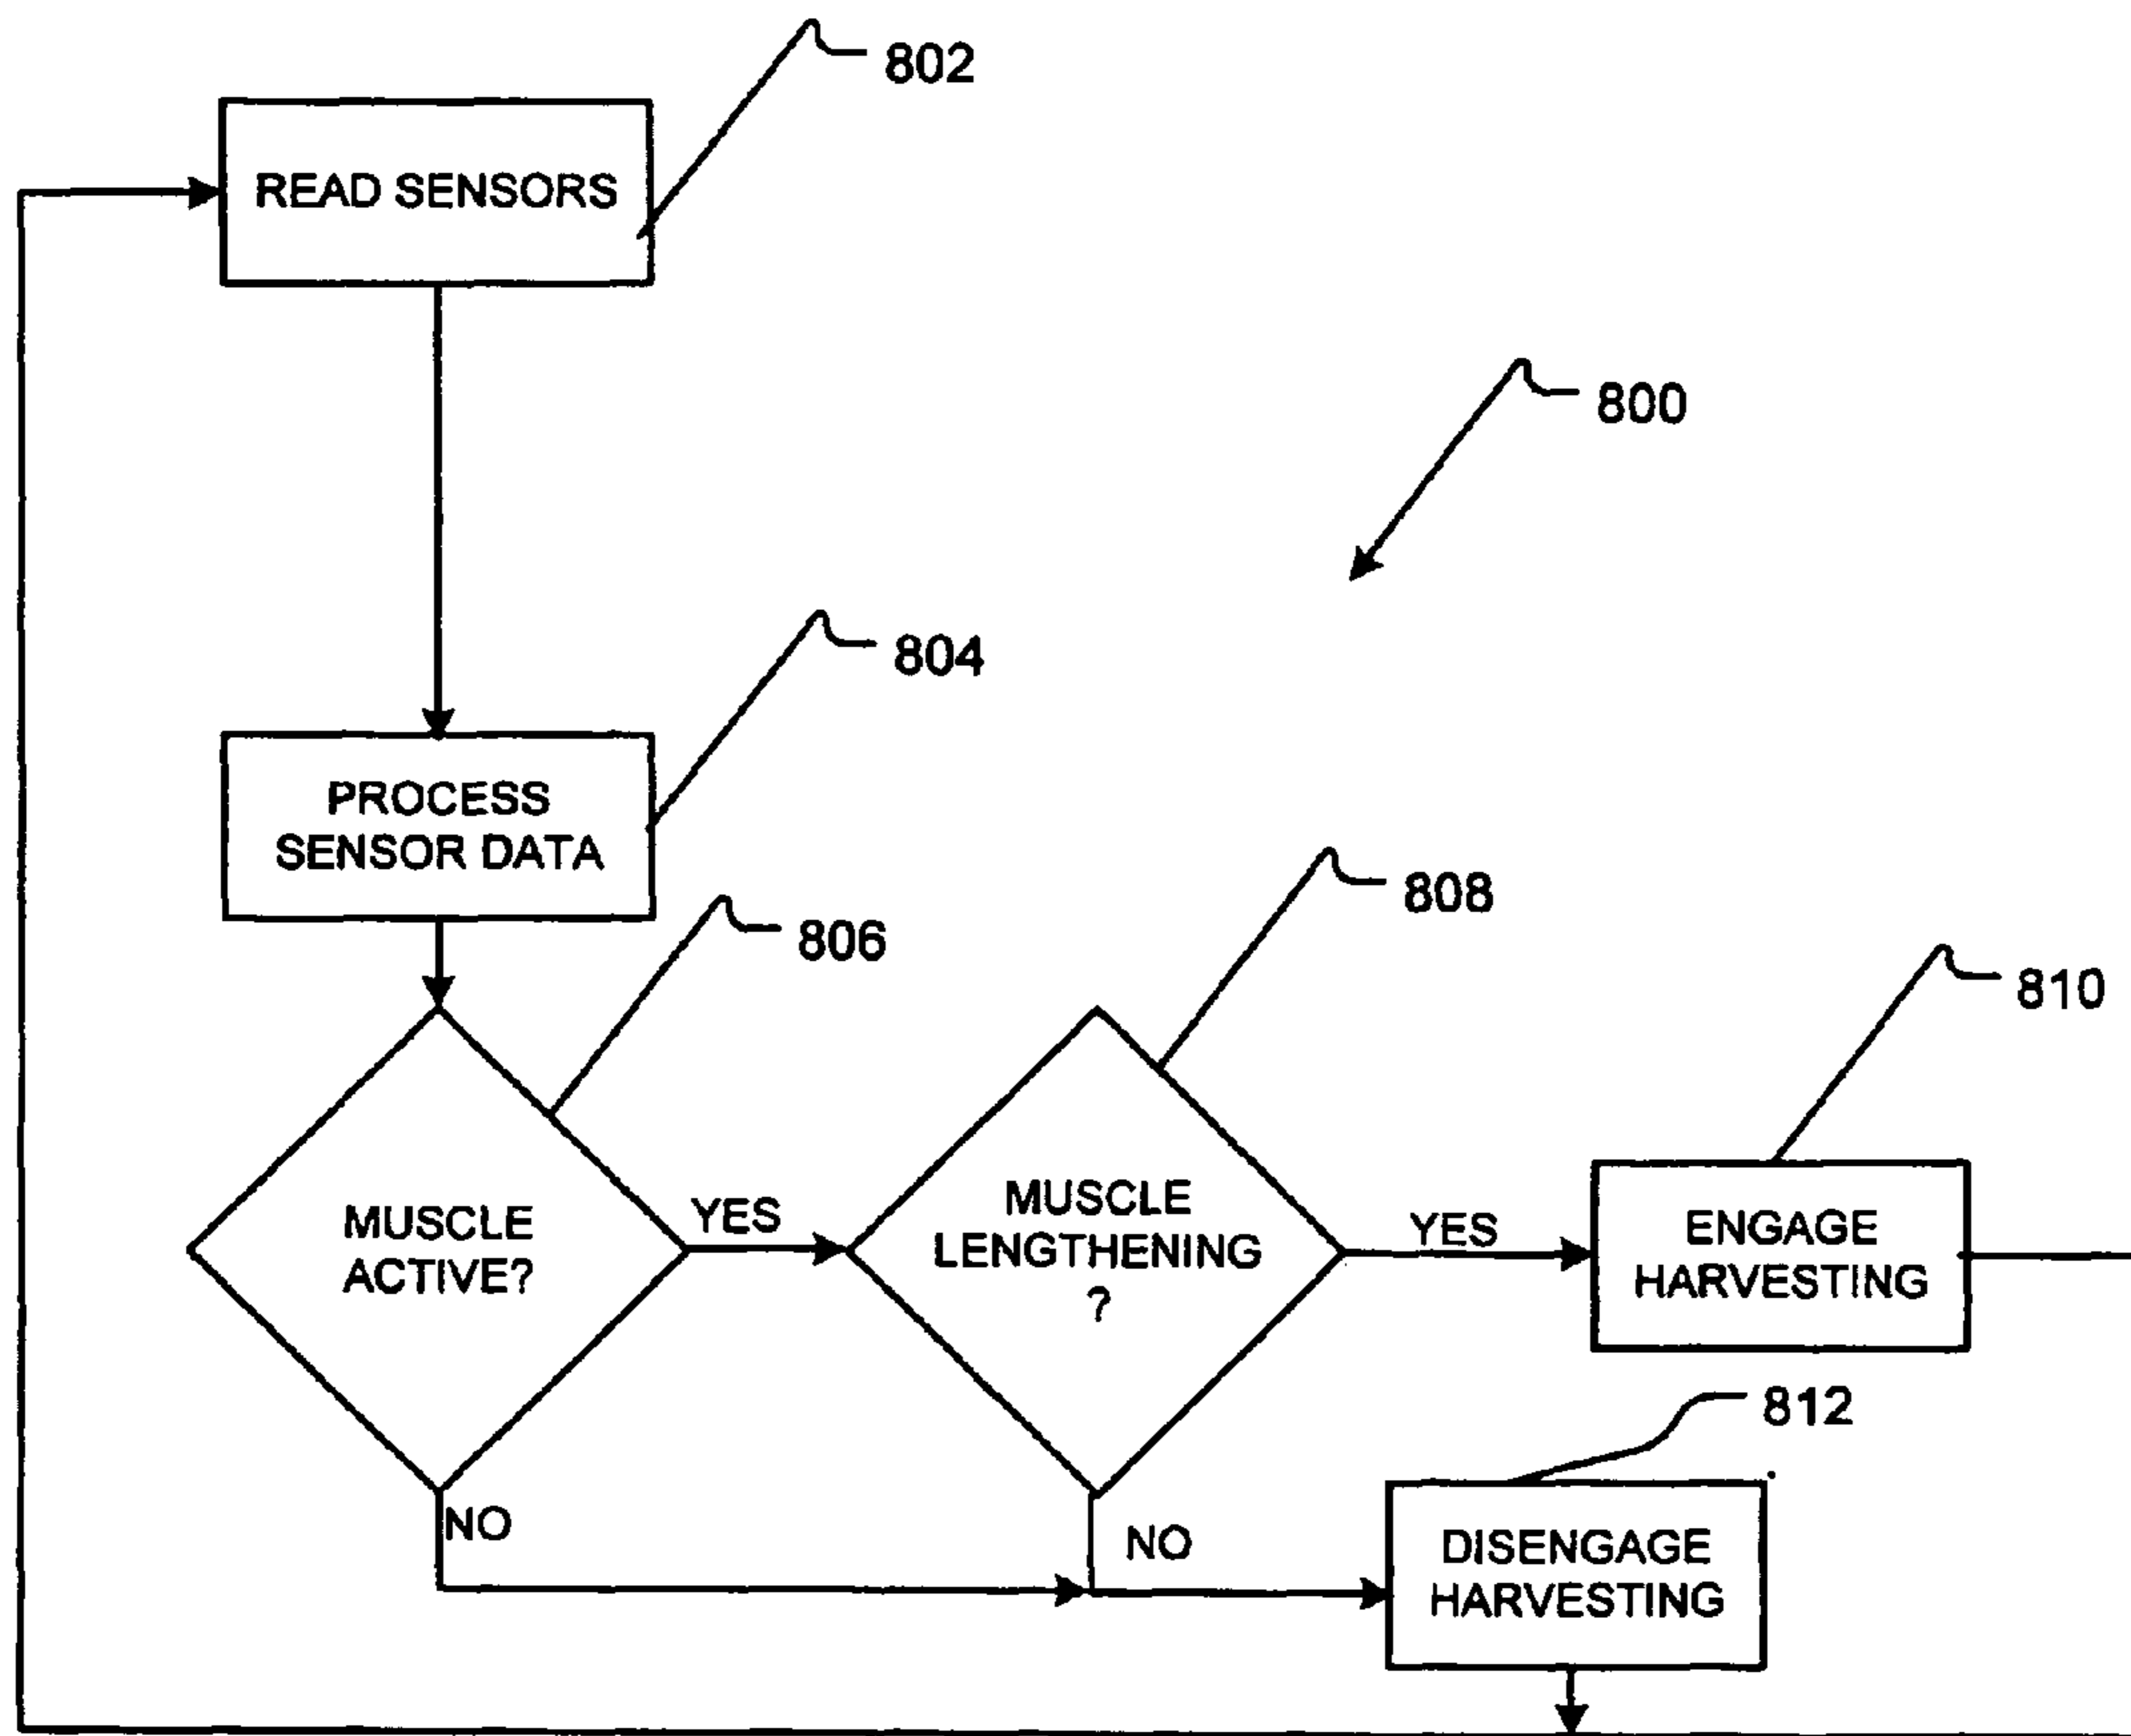 802
READ SENSORS
800
804
PROCESS
SENSOR DATA
808
806
810
MUSCLE
ACTIVE?
YES
MUSCLE
LENGTHENING
?
YES
ENGAGE
HARVESTING
812
NO
NO
DISENGAGE
HARVESTING